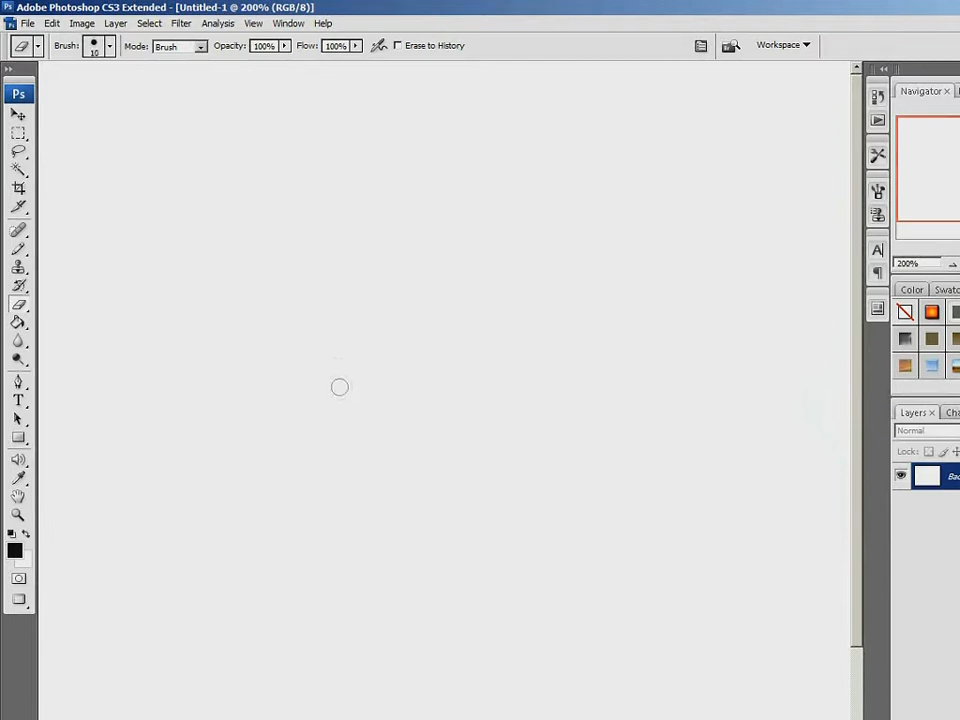 Ps Adobe Photoshop CS3 Extended - [Untitled-1 @ 200% (RGB/8)]
File Edit Image Layer Select Filter Analysis View Window Help
Brush: 10 Mode: Brush Opacity: 100% Flow: 100% Erase to History Workspace
Ps
Navigator
200%
Color Swatc
Layers Cha
Normal
Lock:
Bac
T
A